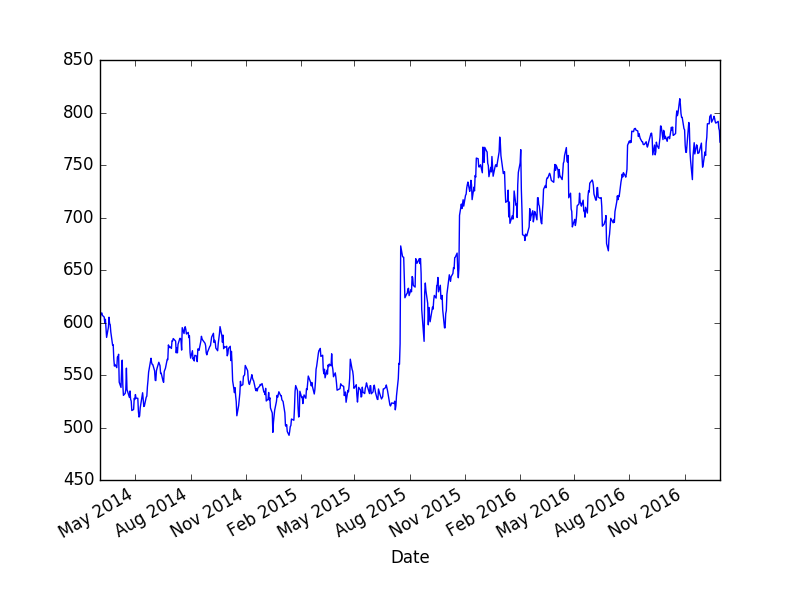 850
800
750
700
650
600
550
500
450
May 2014
Aug 2014
Nov 2014
Feb 2015
May 2015
Aug 2015
Nov 2015
Feb 2016
May 2016
Aug 2016
Nov 2016
Date